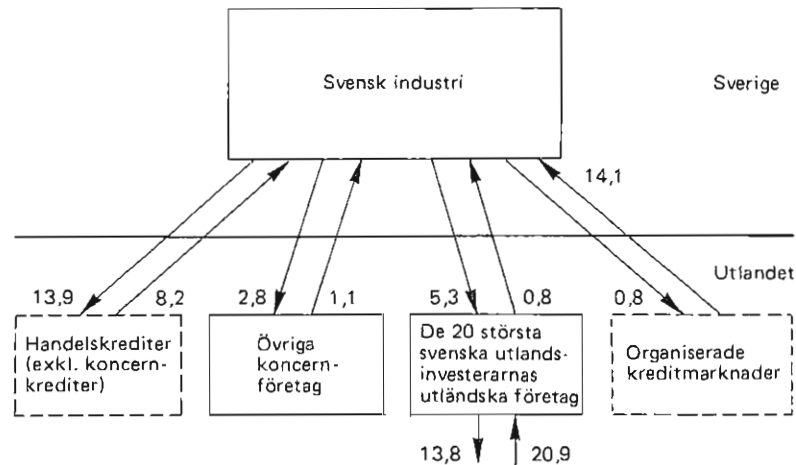 Svensk industri
Sverige
14,1
Utlandet
13,9
8,2
2,8
1,1
5,3
0,8
0,8
Handelskrediter
(exkl. koncern-
krediter)
Övriga
koncern-
företag
De 20 största
svenska utlands-
investerarnas
utländska företag
Organiserade
kreditmarknader
13,8
20,9